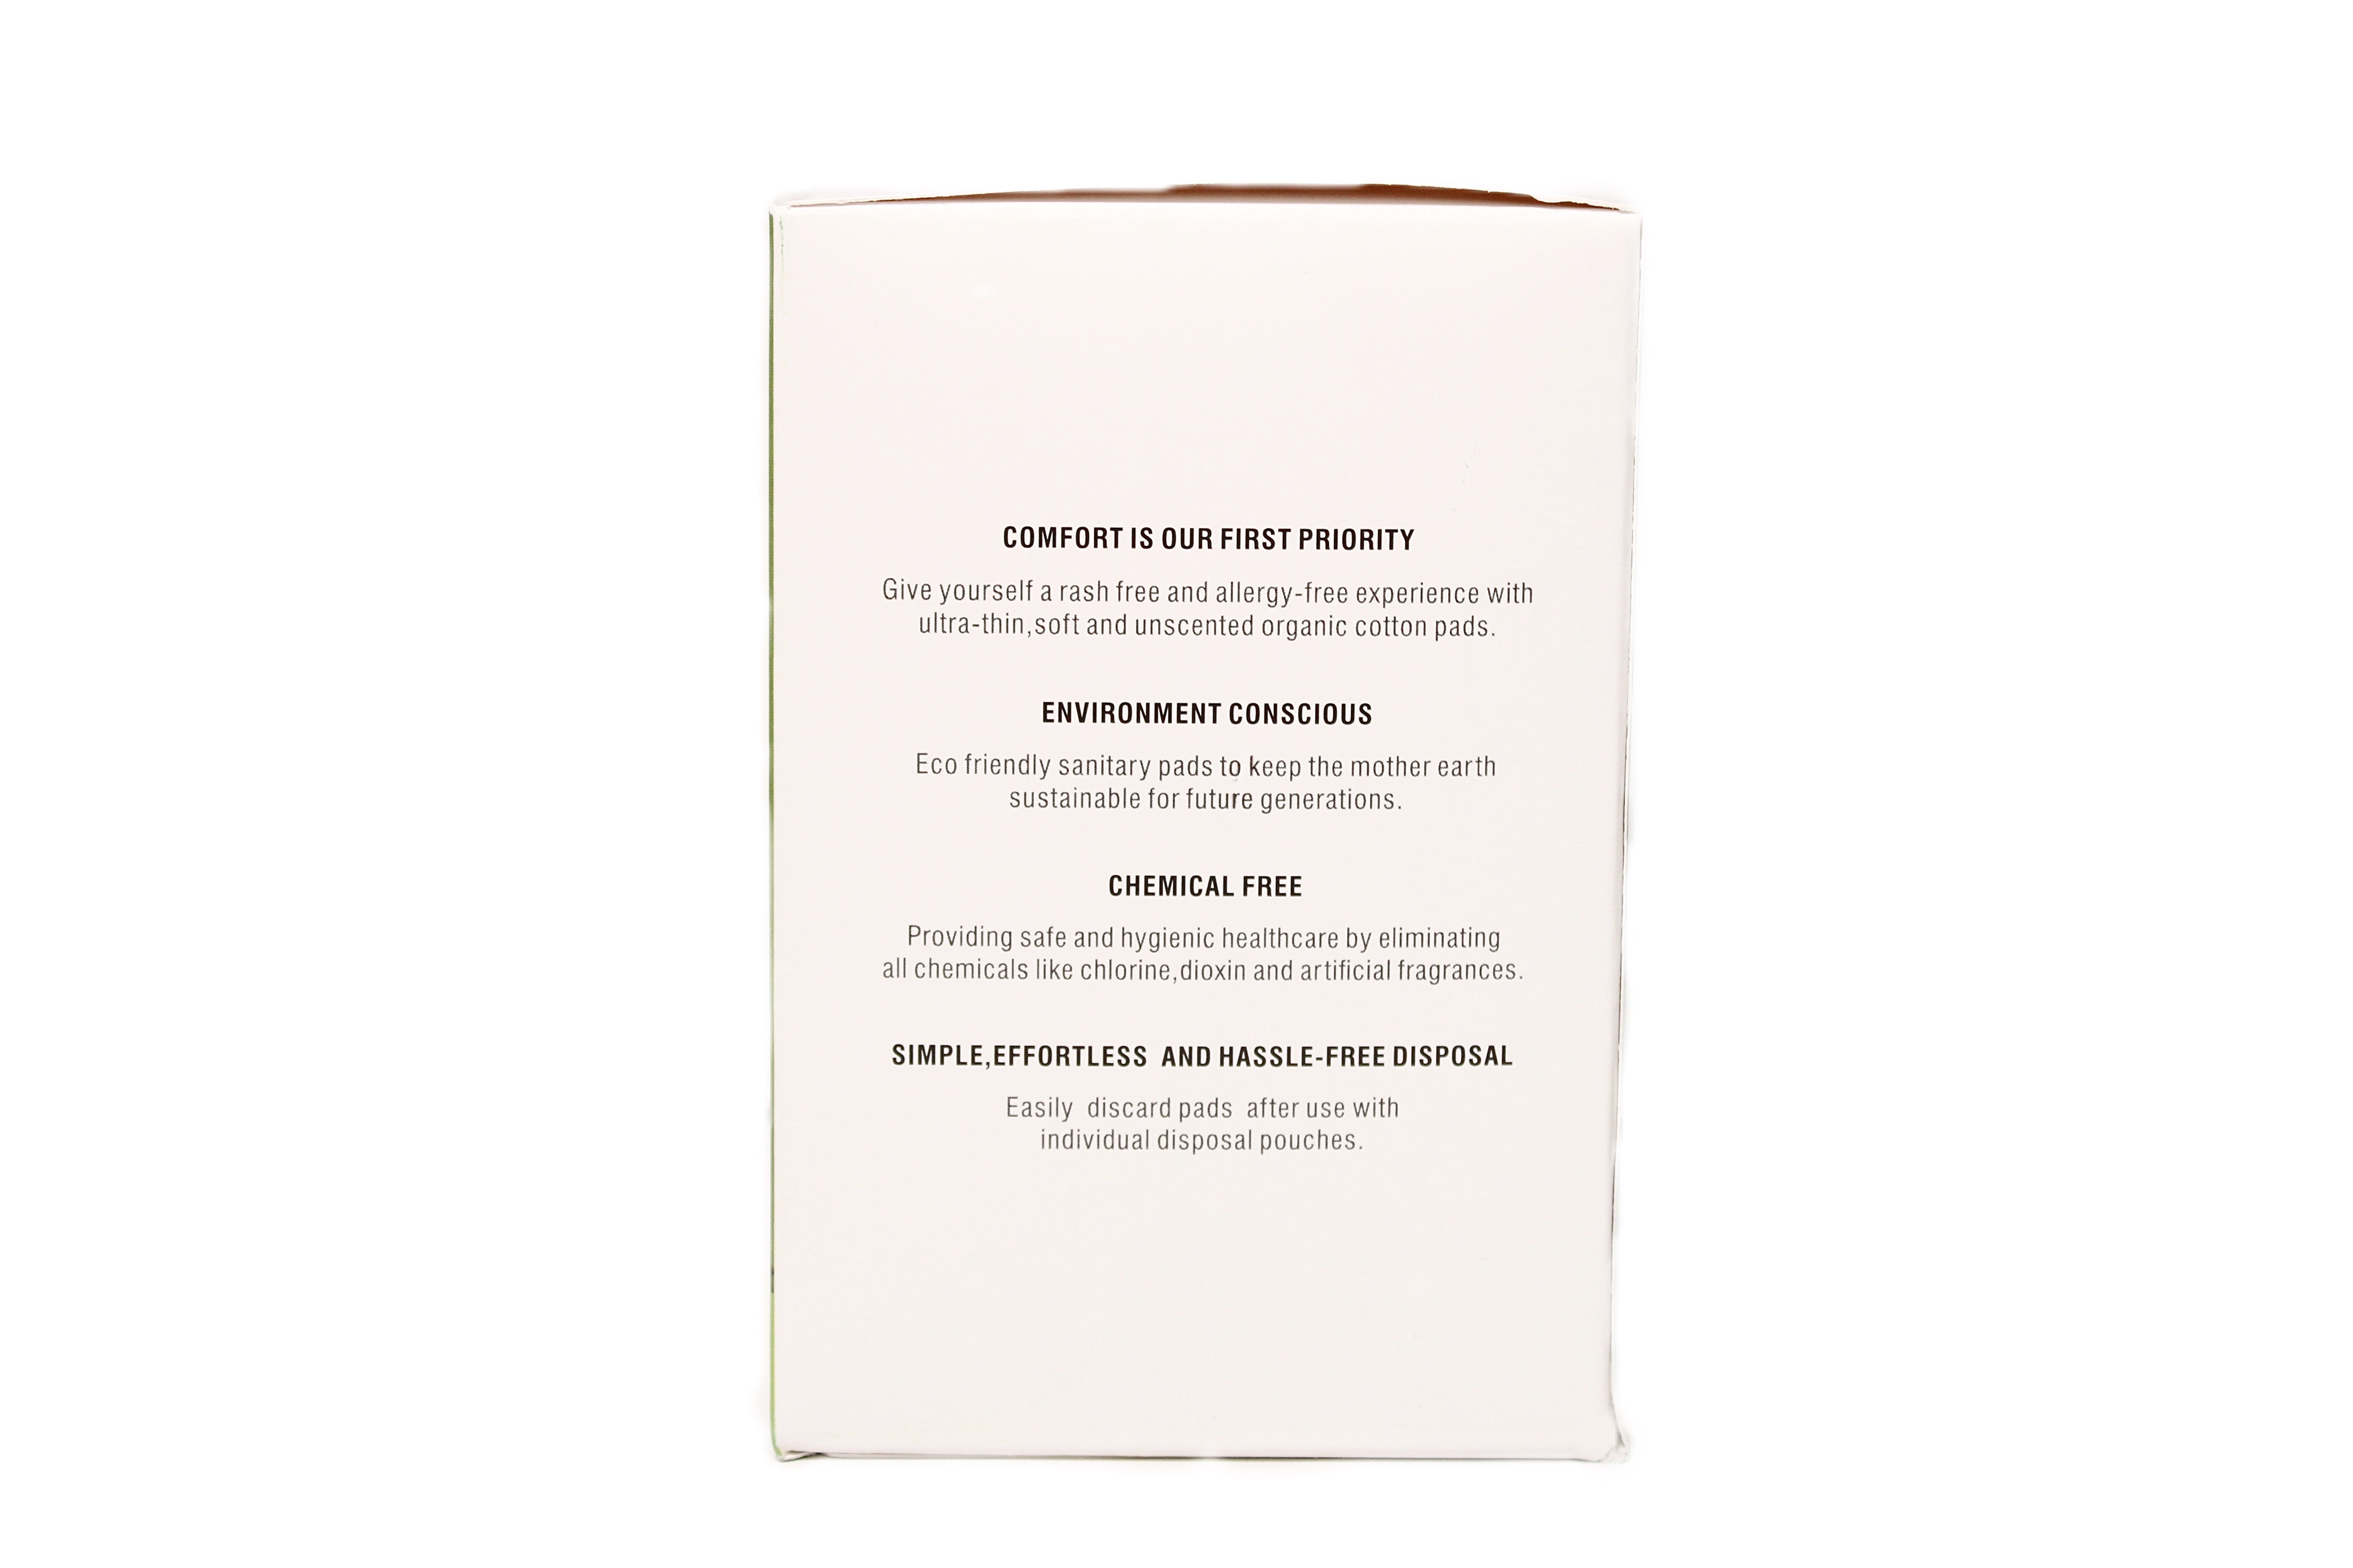 COMFORT IS OUR FIRST PRIORITY
Give yourself a rash free and allergy-free experience with
ultra-thin,soft and unscented organic cotton pads.
ENVIRONMENT CONSCIOUS
Eco friendly sanitary pads to keep the mother earth
sustainable for future generations.
CHEMICAL FREE
Providing safe and hygienic healthcare by eliminating
all chemicals like chlorine,dioxin and artificial fragrances.
SIMPLE,EFFORTLESS AND HASSLE-FREE DISPOSAL
Easily discard pads after use with
individual disposal pouches.